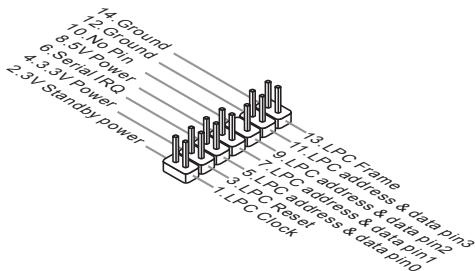 14.Ground
12.Ground
10.No Pin
8.5V Power
6.Serial IRQ
4.3.3V Power
2.3V Standby power
1.LPC Clock
3.LPC Reset
5.LPC address & data pin0
7.LPC address & data pin1
9.LPC address & data pin2
11.LPC address & data pin3
13.LPC Frame